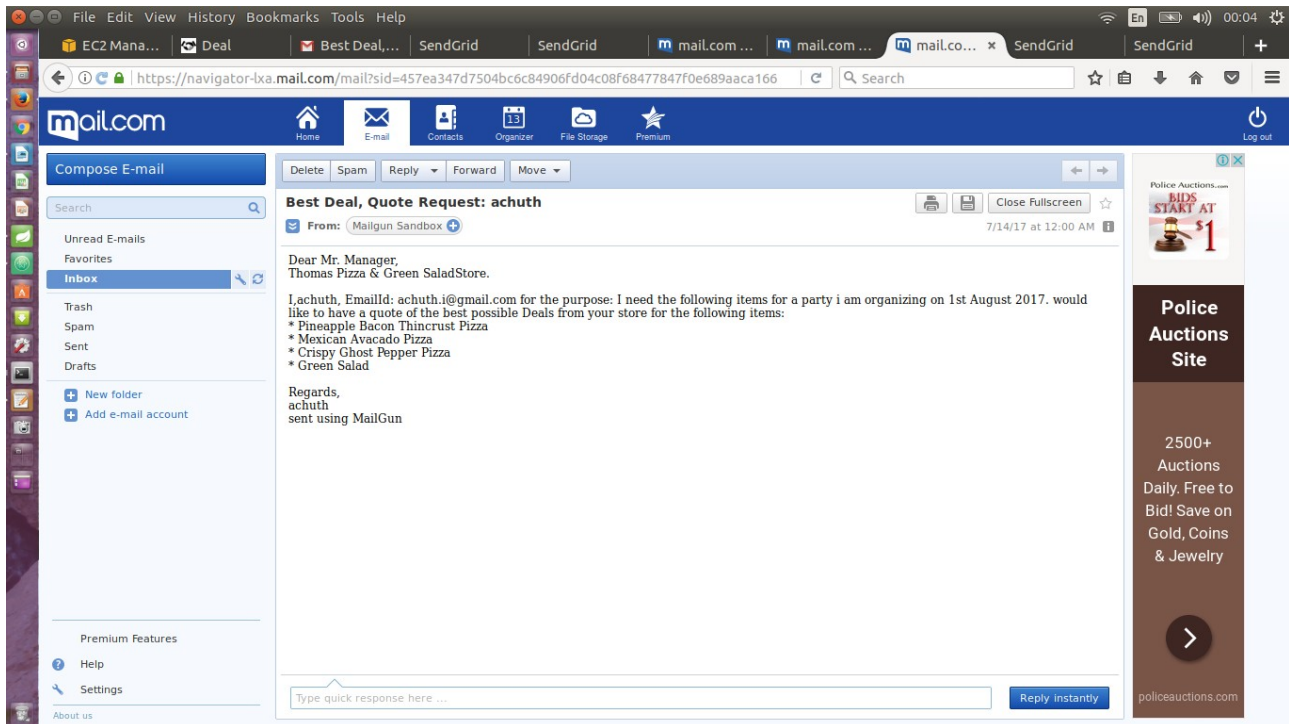 File Edit View History Bookmarks Tools Help
En 00:04
EC2 Mana... Deal Best Deal,... SendGrid SendGrid mail.com ... mail.com ... mail.co... × SendGrid SendGrid +
https://navigator-lxa.mail.com/mail?sid=457ea347d7504bc6c84906fd04c08f68477847f0e689aaca166
Search
mail.com
Home E-mail Contacts 13 Organizer File Storage Premium Log out
Compose E-mail
Search
Unread E-mails
Favorites
Inbox
Trash
Spam
Sent
Drafts
New folder
Add e-mail account
Premium Features
Help
Settings
About us
Delete Spam Reply Forward Move
Best Deal, Quote Request: achuth
Close Fullscreen
From: Mailgun Sandbox
7/14/17 at 12:00 AM
Dear Mr. Manager,
Thomas Pizza & Green SaladStore.
I,achuth, EmailId: achuth.i@gmail.com for the purpose: I need the following items for a party i am organizing on 1st August 2017. would
like to have a quote of the best possible Deals from your store for the following items:
* Pineapple Bacon Thincrust Pizza
* Mexican Avacado Pizza
* Crispy Ghost Pepper Pizza
* Green Salad
Regards,
achuth
sent using MailGun
Type quick response here ...
Reply instantly
Police Auctions.com
BIDS
START AT
$1
Police
Auctions
Site
2500+
Auctions
Daily. Free to
Bid! Save on
Gold, Coins
& Jewelry
policeauctions.com